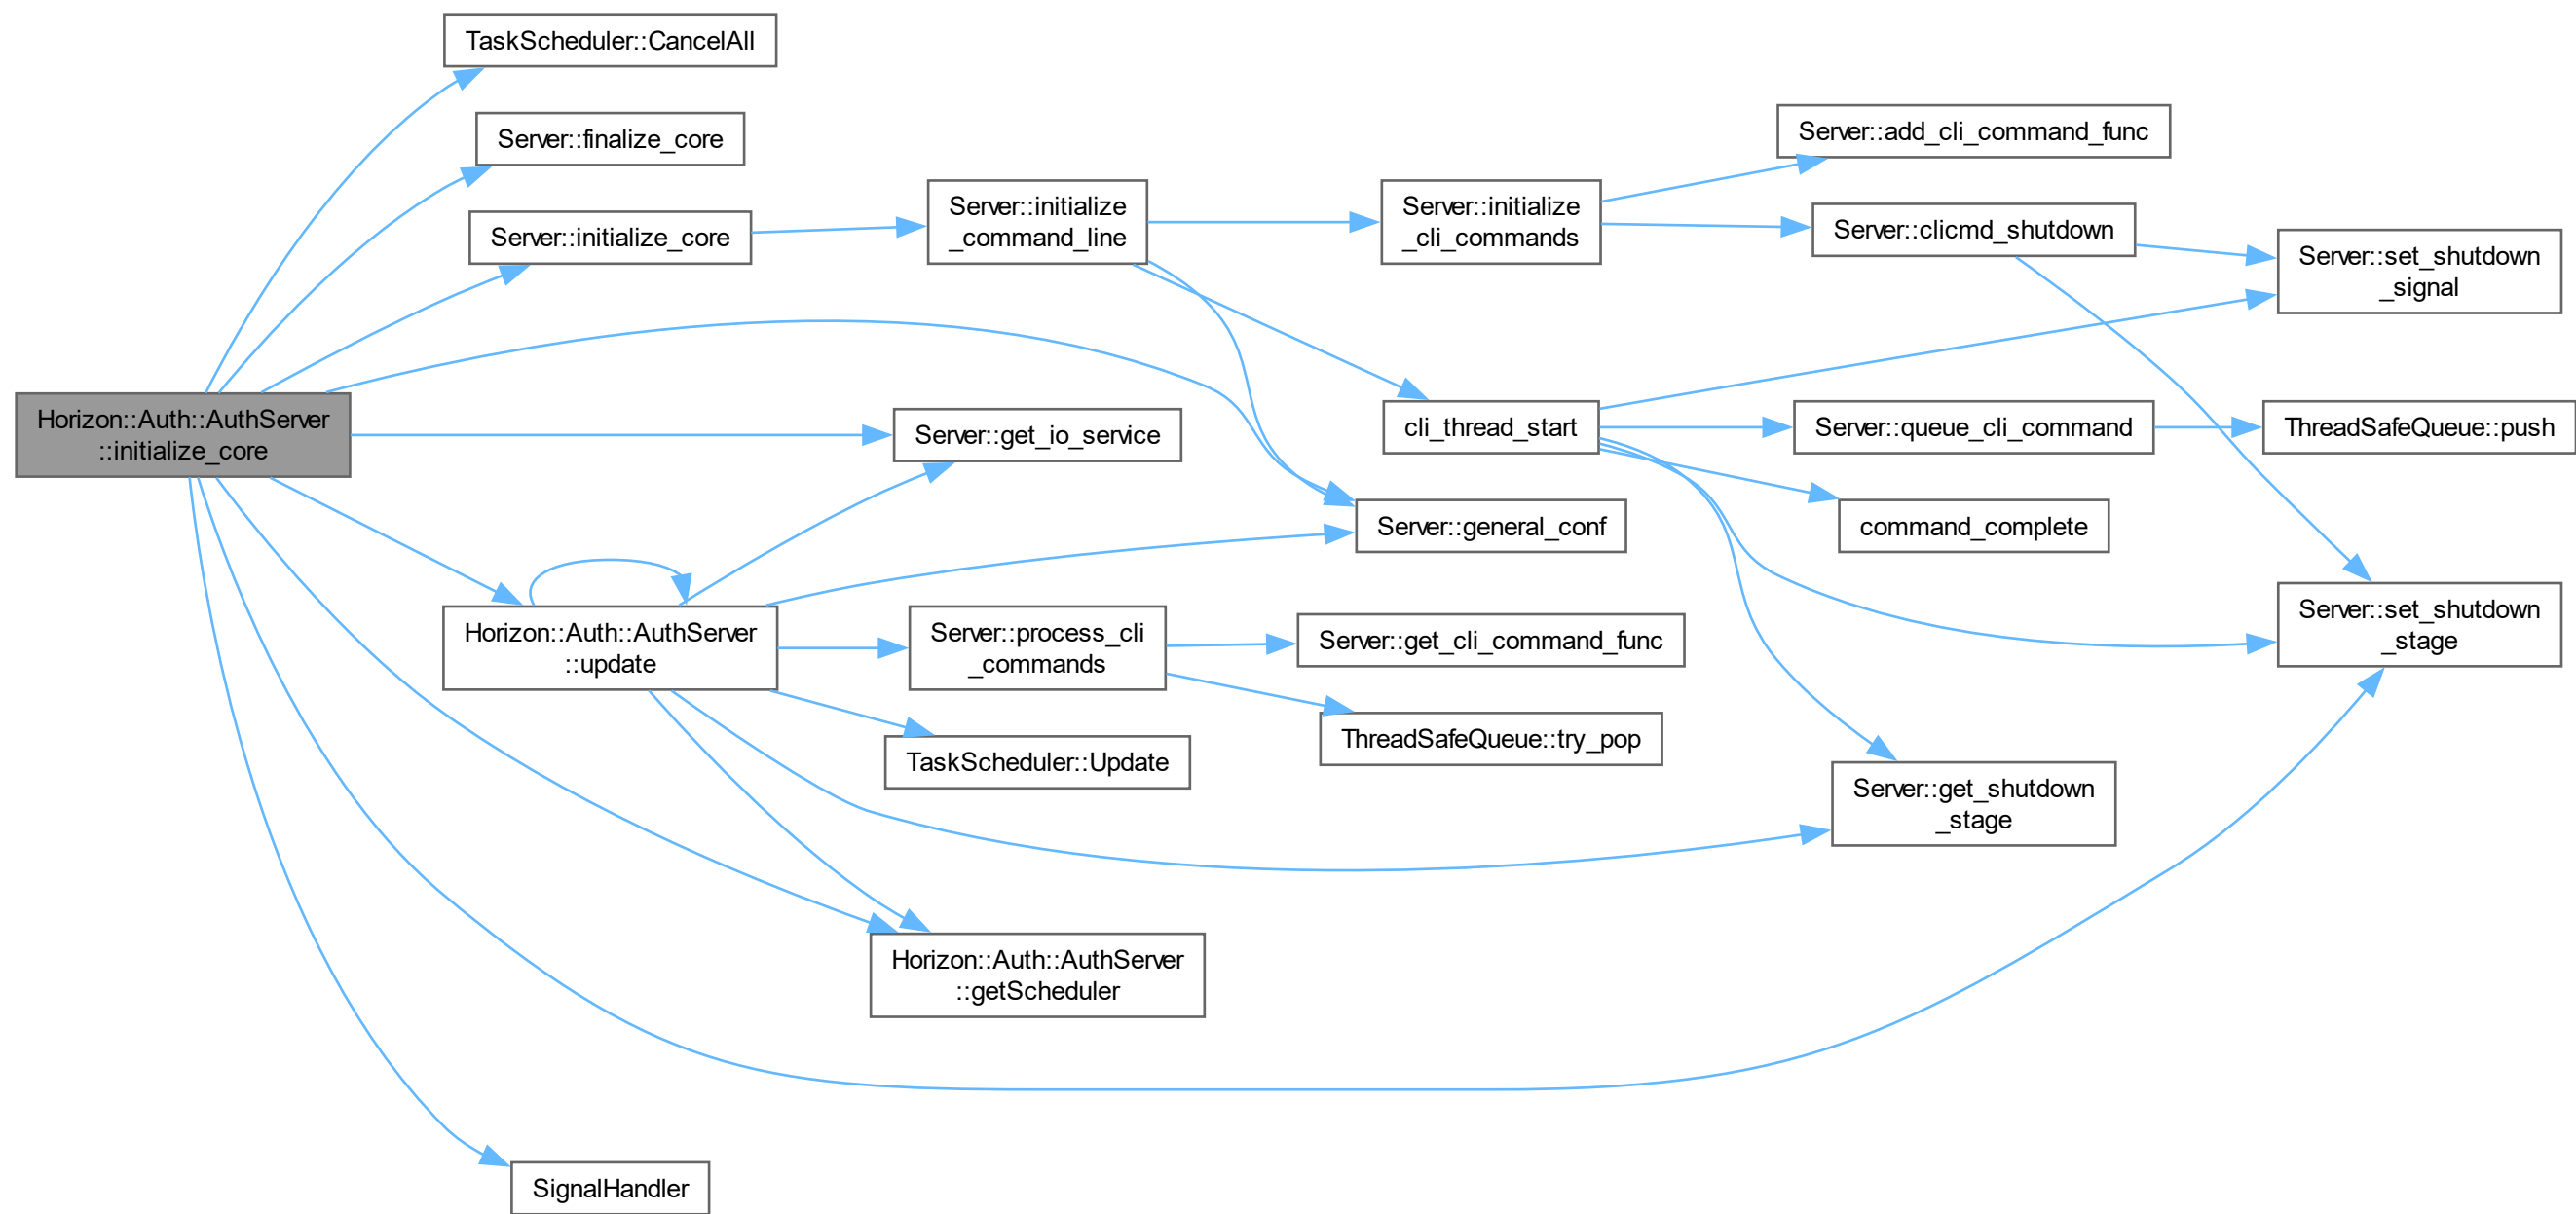 TaskScheduler::CancelAll
Server::finalize_core
Server::add_cli_command_func
Server::initialize_core
Server::initialize
_command_line
Server::initialize
_cli_commands
Server::clicmd_shutdown
Server::set_shutdown
_signal
Horizon::Auth::AuthServer
::initialize_core
Server::get_io_service
cli_thread_start
Server::queue_cli_command
ThreadSafeQueue::push
Server::general_conf
command_complete
Horizon::Auth::AuthServer
::update
Server::process_cli
_commands
Server::get_cli_command_func
Server::set_shutdown
_stage
ThreadSafeQueue::try_pop
TaskScheduler::Update
Server::get_shutdown
_stage
Horizon::Auth::AuthServer
::getScheduler
SignalHandler